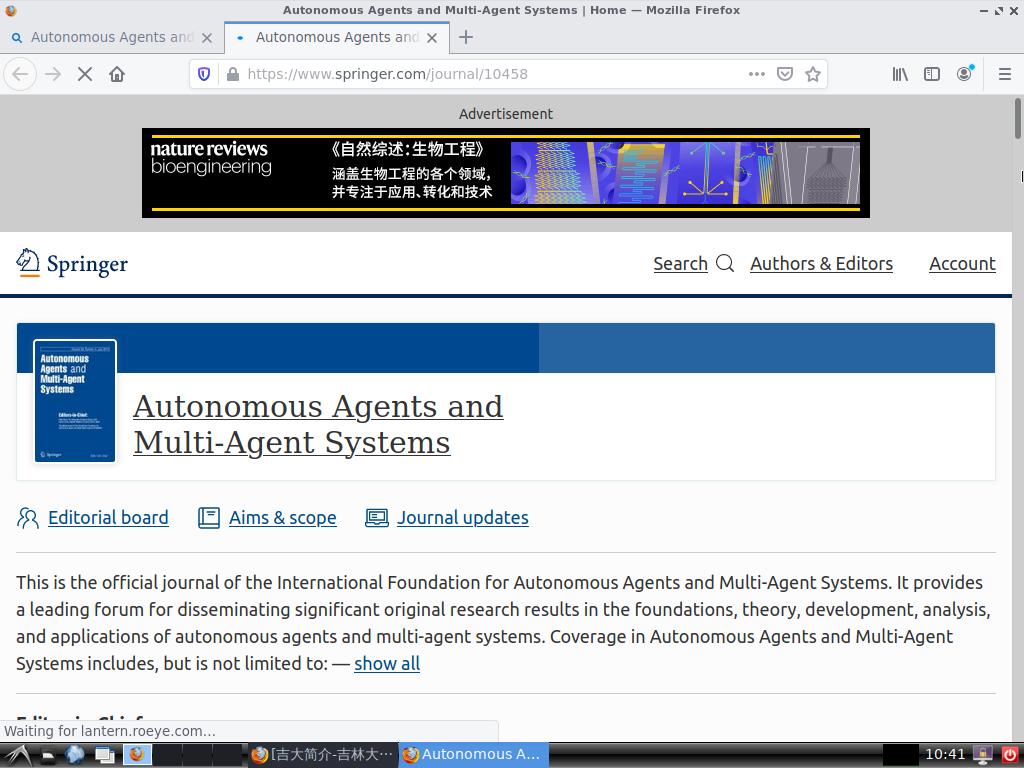 Autonomous Agents and Multi-Agent Systems | Home — Mozilla Firefox
Autonomous Agents and
Autonomous Agents and
https://www.springer.com/journal/10458
Advertisement
nature reviews
bioengineering
《自然综述：生物工程》
涵盖生物工程的各个领域，
并专注于应用、转化和技术
Springer
Search
Authors & Editors
Account
Autonomous
Agents and
Multi-Agent
Systems
Editors-in-Chief:
Springer
Autonomous Agents and
Multi-Agent Systems
Editorial board
Aims & scope
Journal updates
This is the official journal of the International Foundation for Autonomous Agents and Multi-Agent Systems. It provides
a leading forum for disseminating significant original research results in the foundations, theory, development, analysis,
and applications of autonomous agents and multi-agent systems. Coverage in Autonomous Agents and Multi-Agent
Systems includes, but is not limited to: — show all
Waiting for lantern.roeye.com…
[吉大简介-吉林大…
Autonomous A…
10:41